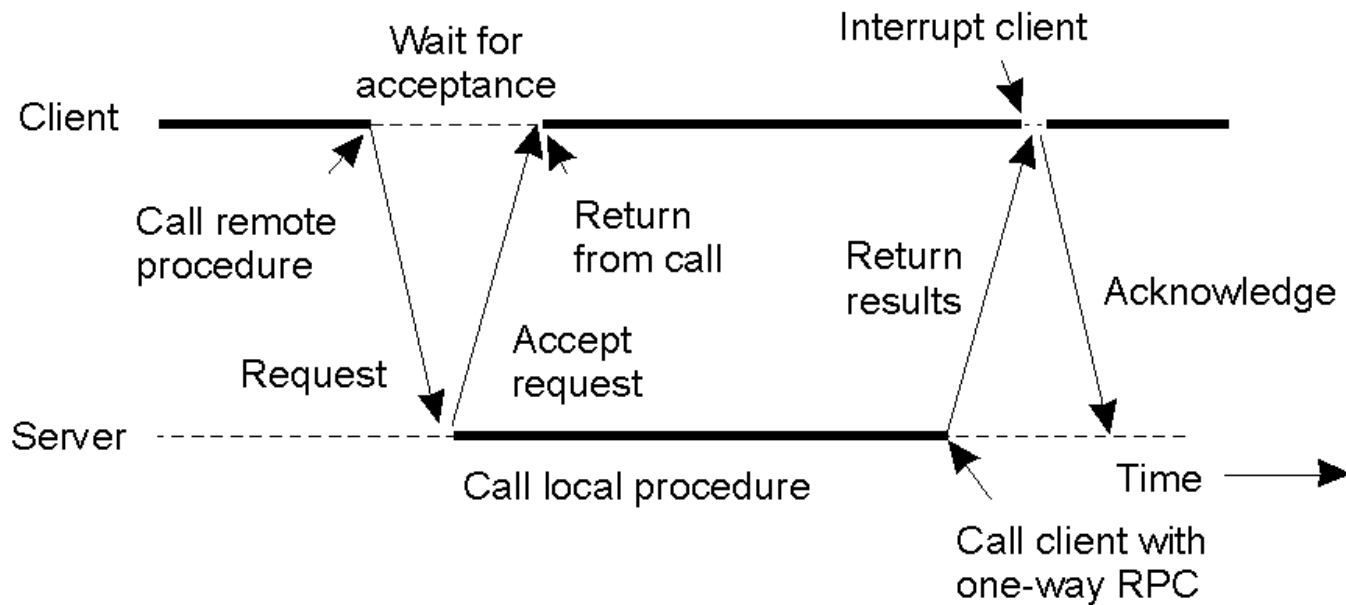 Interrupt client
Wait for
acceptance
Client
Call remote
procedure
Return
from call
Return
results
Acknowledge
Request
Accept
request
Server
Call local procedure
Time
Call client with
one-way RPC